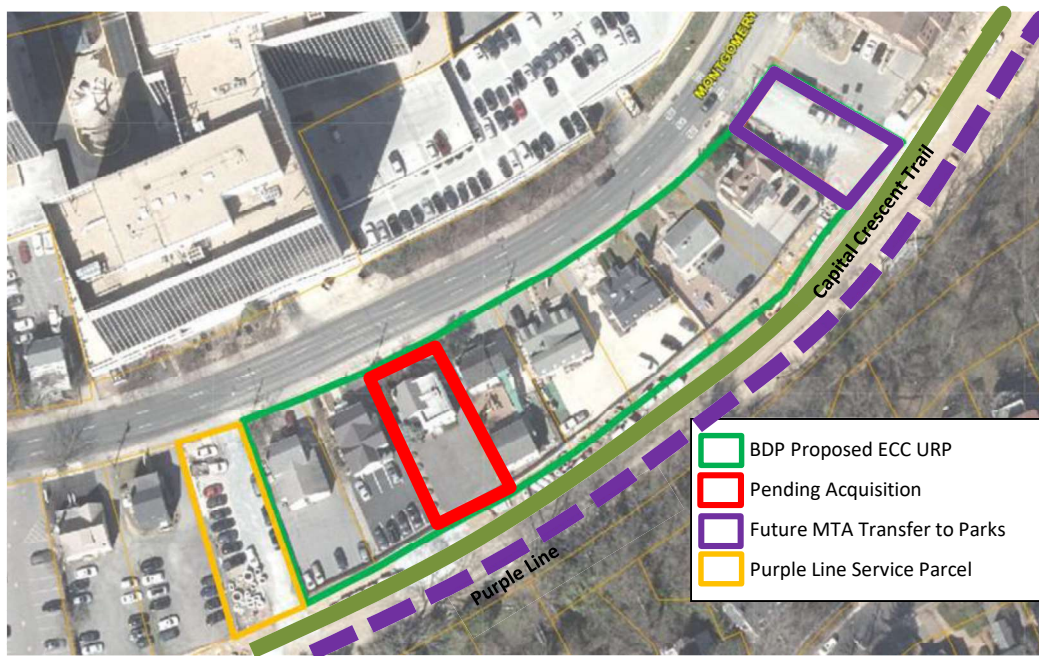 MONTGOMERY
Capital Crescent Trail
Purple Line
BDP Proposed ECC URP
Pending Acquisition
Future MTA Transfer to Parks
Purple Line Service Parcel